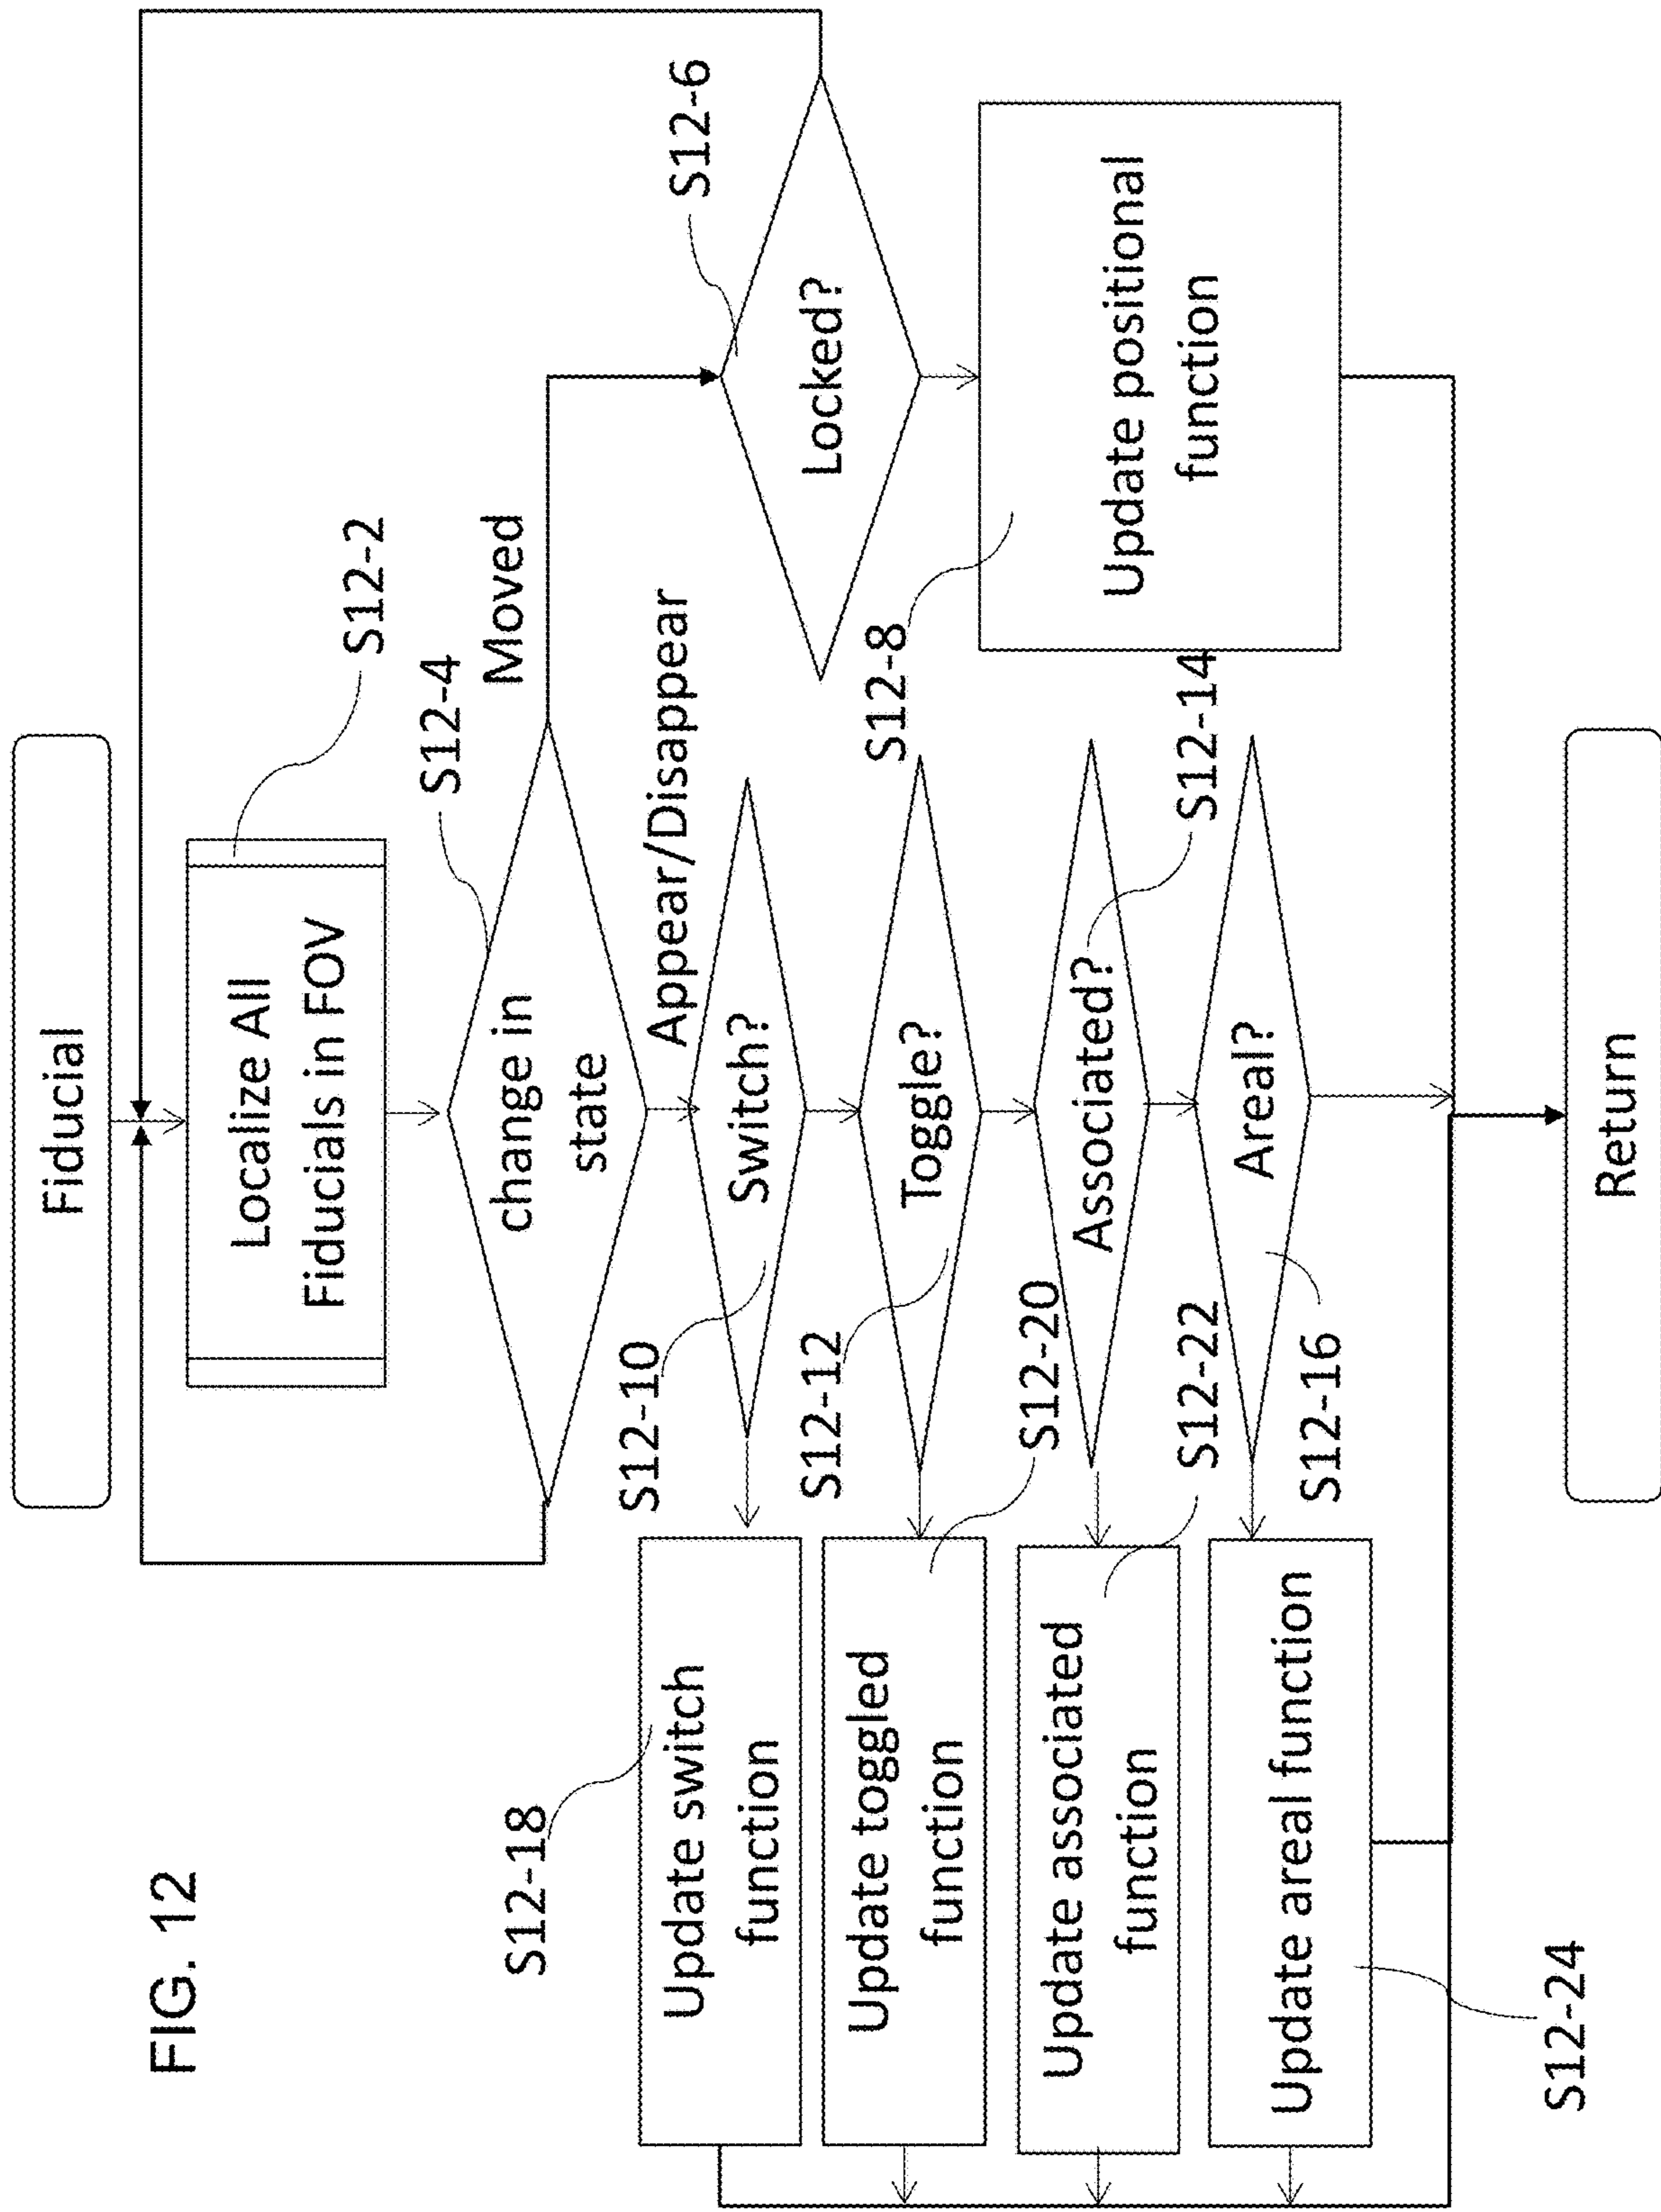 FIG. 12
Fiducial
S12-2
Localize All
Fiducials in FOV
S12-4
Moved
change in
state
S12-6
Locked?
Appear/Disappear
S12-10
Switch?
S12-18
Update switch
function
S12-8
Update positional
function
S12-12
Toggle?
S12-20
Update toggled
function
S12-14
Associated?
S12-22
Update associated
function
S12-16
Areal?
Update areal function
S12-24
Return